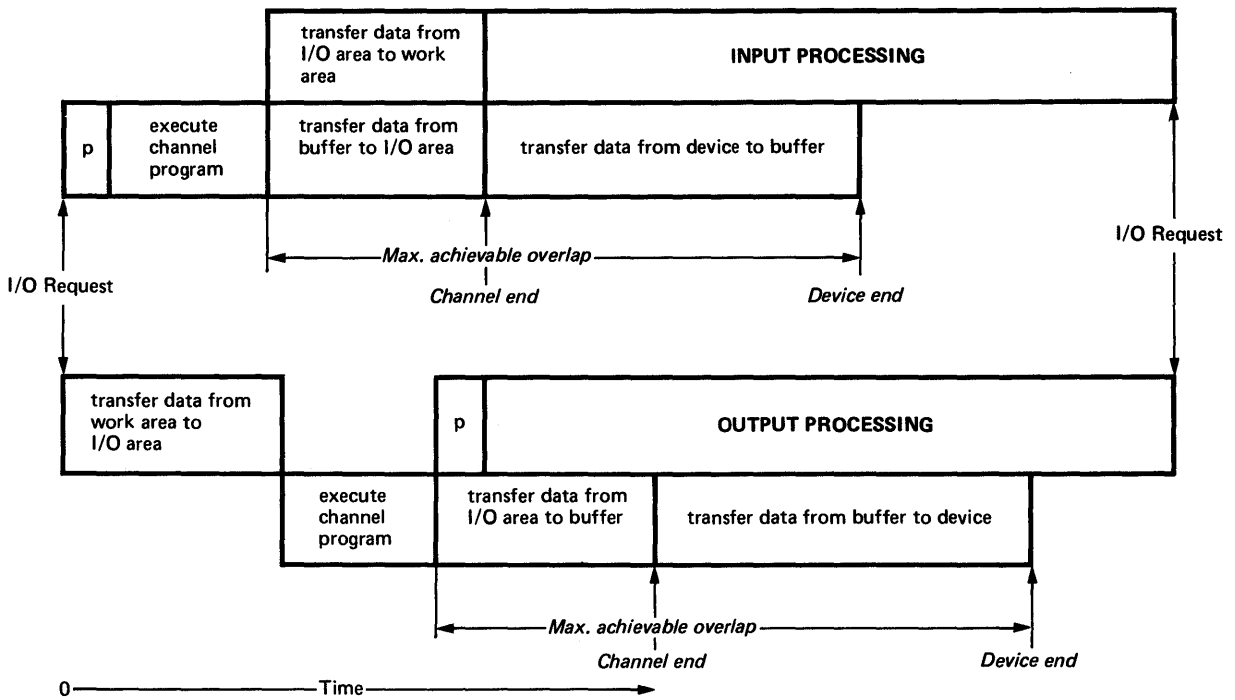 transfer data from
I/O area to work
area
INPUT PROCESSING
p
execute
channel
program
transfer data from
buffer to I/O area
transfer data from device to buffer
I/O Request
Max. achievable overlap
I/O Request
Channel end
Device end
transfer data from
work area to
I/O area
p
OUTPUT PROCESSING
execute
channel
program
transfer data from
I/O area to buffer
transfer data from buffer to device
Max. achievable overlap
Channel end
Device end
0
Time